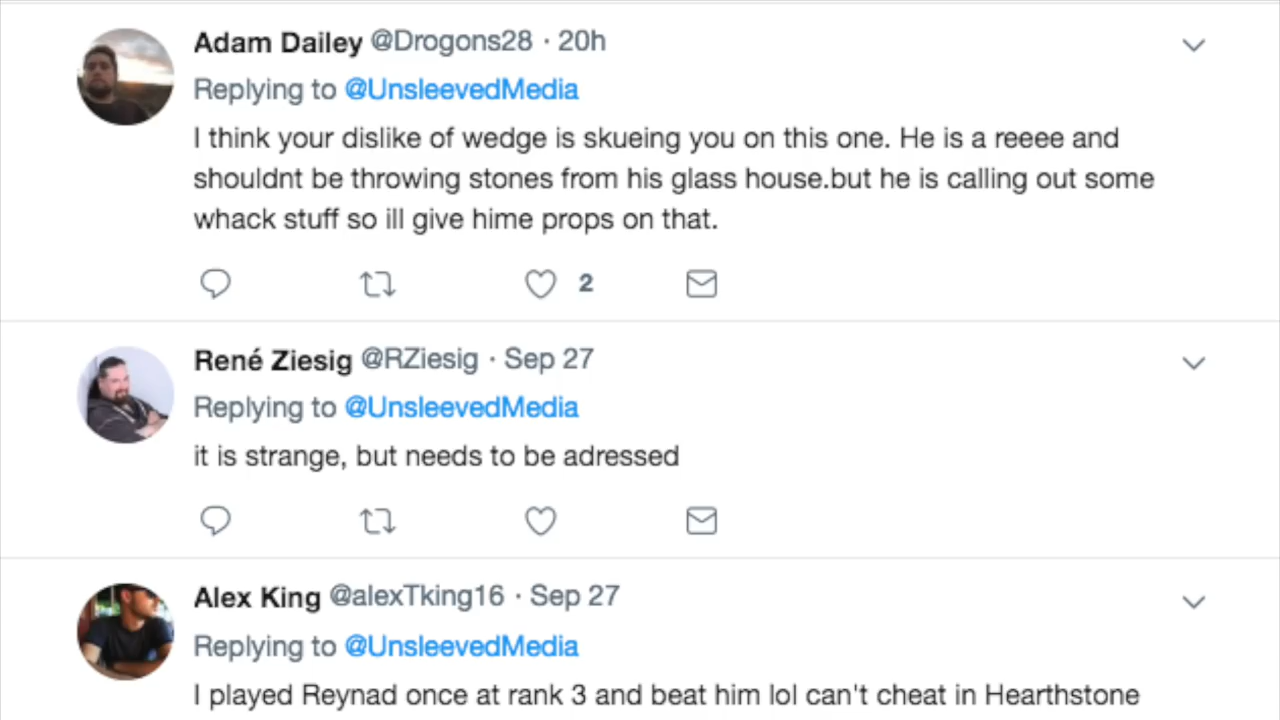 Adam Dailey @Drogons28 · 20h
Replying to @UnsleevedMedia
I think your dislike of wedge is skueing you on this one. He is a reeee and
shouldnt be throwing stones from his glass house.but he is calling out some
whack stuff so ill give hime props on that.
2
René Ziesig @RZiesig · Sep 27
Replying to @UnsleevedMedia
it is strange, but needs to be adressed
Alex King @alexTking16 · Sep 27
Replying to @UnsleevedMedia
I played Reynad once at rank 3 and beat him lol can't cheat in Hearthstone